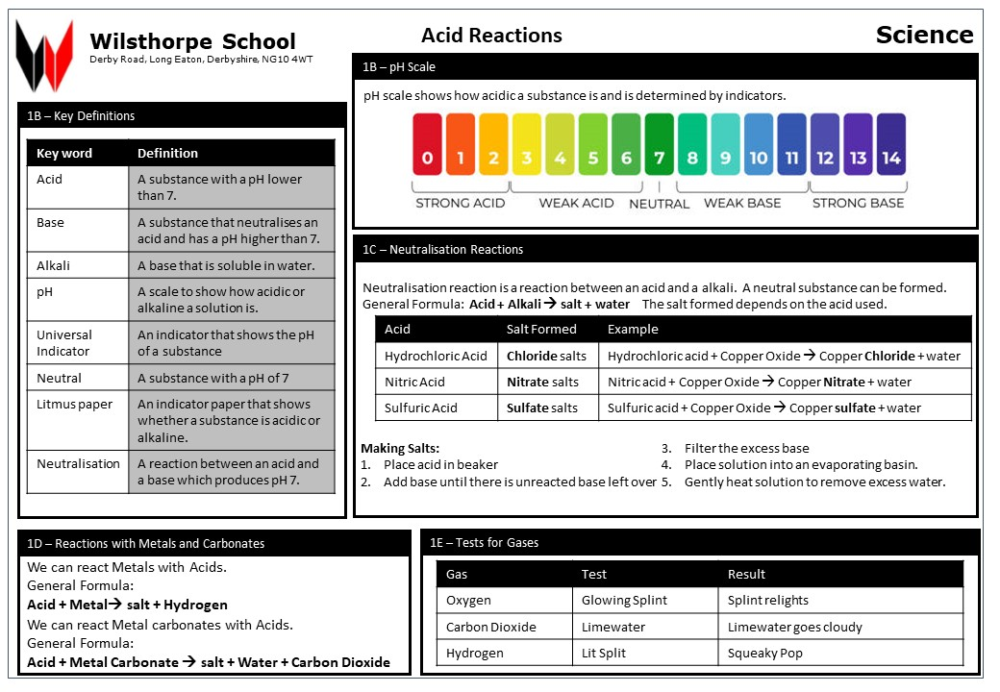 Wilsthorpe School
Derby Road, Long Eaton, Derbyshire, NG10 4WT
Acid Reactions
Science
1B – Key Definitions
Key word Definition
Acid A substance with a pH lower
than 7.
Base A substance that neutralises an
acid and has a pH higher than 7.
Alkali A base that is soluble in water.
pH A scale to show how acidic or
alkaline a solution is.
Universal An indicator that shows the pH
Indicator of a substance
Neutral A substance with a pH of 7
Litmus paper An indicator paper that shows
whether a substance is acidic or
alkaline.
Neutralisation A reaction between an acid and
a base which produces pH 7.
1B – pH Scale
pH scale shows how acidic a substance is and is determined by indicators.
0 1 2 3 4 5 6 7 8 9 10 11 12 13 14
STRONG ACID WEAK ACID NEUTRAL WEAK BASE STRONG BASE
1C – Neutralisation Reactions
Neutralisation reaction is a reaction between an acid and a alkali. A neutral substance can be formed.
General Formula: Acid + Alkali → salt + water The salt formed depends on the acid used.
Acid Salt Formed Example
Hydrochloric Acid Chloride salts Hydrochloric acid + Copper Oxide → Copper Chloride + water
Nitric Acid Nitrate salts Nitric acid + Copper Oxide → Copper Nitrate + water
Sulfuric Acid Sulfate salts Sulfuric acid + Copper Oxide → Copper sulfate + water
Making Salts:
1. Place acid in beaker
2. Add base until there is unreacted base left over
3. Filter the excess base
4. Place solution into an evaporating basin.
5. Gently heat solution to remove excess water.
1D – Reactions with Metals and Carbonates
We can react Metals with Acids.
General Formula:
Acid + Metal→ salt + Hydrogen
We can react Metal carbonates with Acids.
General Formula:
Acid + Metal Carbonate → salt + Water + Carbon Dioxide
1E – Tests for Gases
Gas Test Result
Oxygen Glowing Splint Splint relights
Carbon Dioxide Limewater Limewater goes cloudy
Hydrogen Lit Split Squeaky Pop